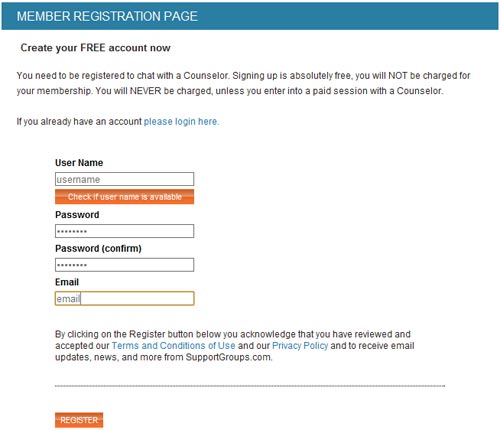 MEMBER REGISTRATION PAGE
Create your FREE account now
You need to be registered to chat with a Counselor. Signing up is absolutely free, you will NOT be charged for
your membership. You will NEVER be charged, unless you enter into a paid session with a Counselor.
If you already have an account please login here.
User Name
username
Check if user name is available
Password
••••••••
Password (confirm)
••••••••
Email
email
By clicking on the Register button below you acknowledge that you have reviewed and
accepted our Terms and Conditions of Use and our Privacy Policy and to receive email
updates, news, and more from SupportGroups.com.
REGISTER